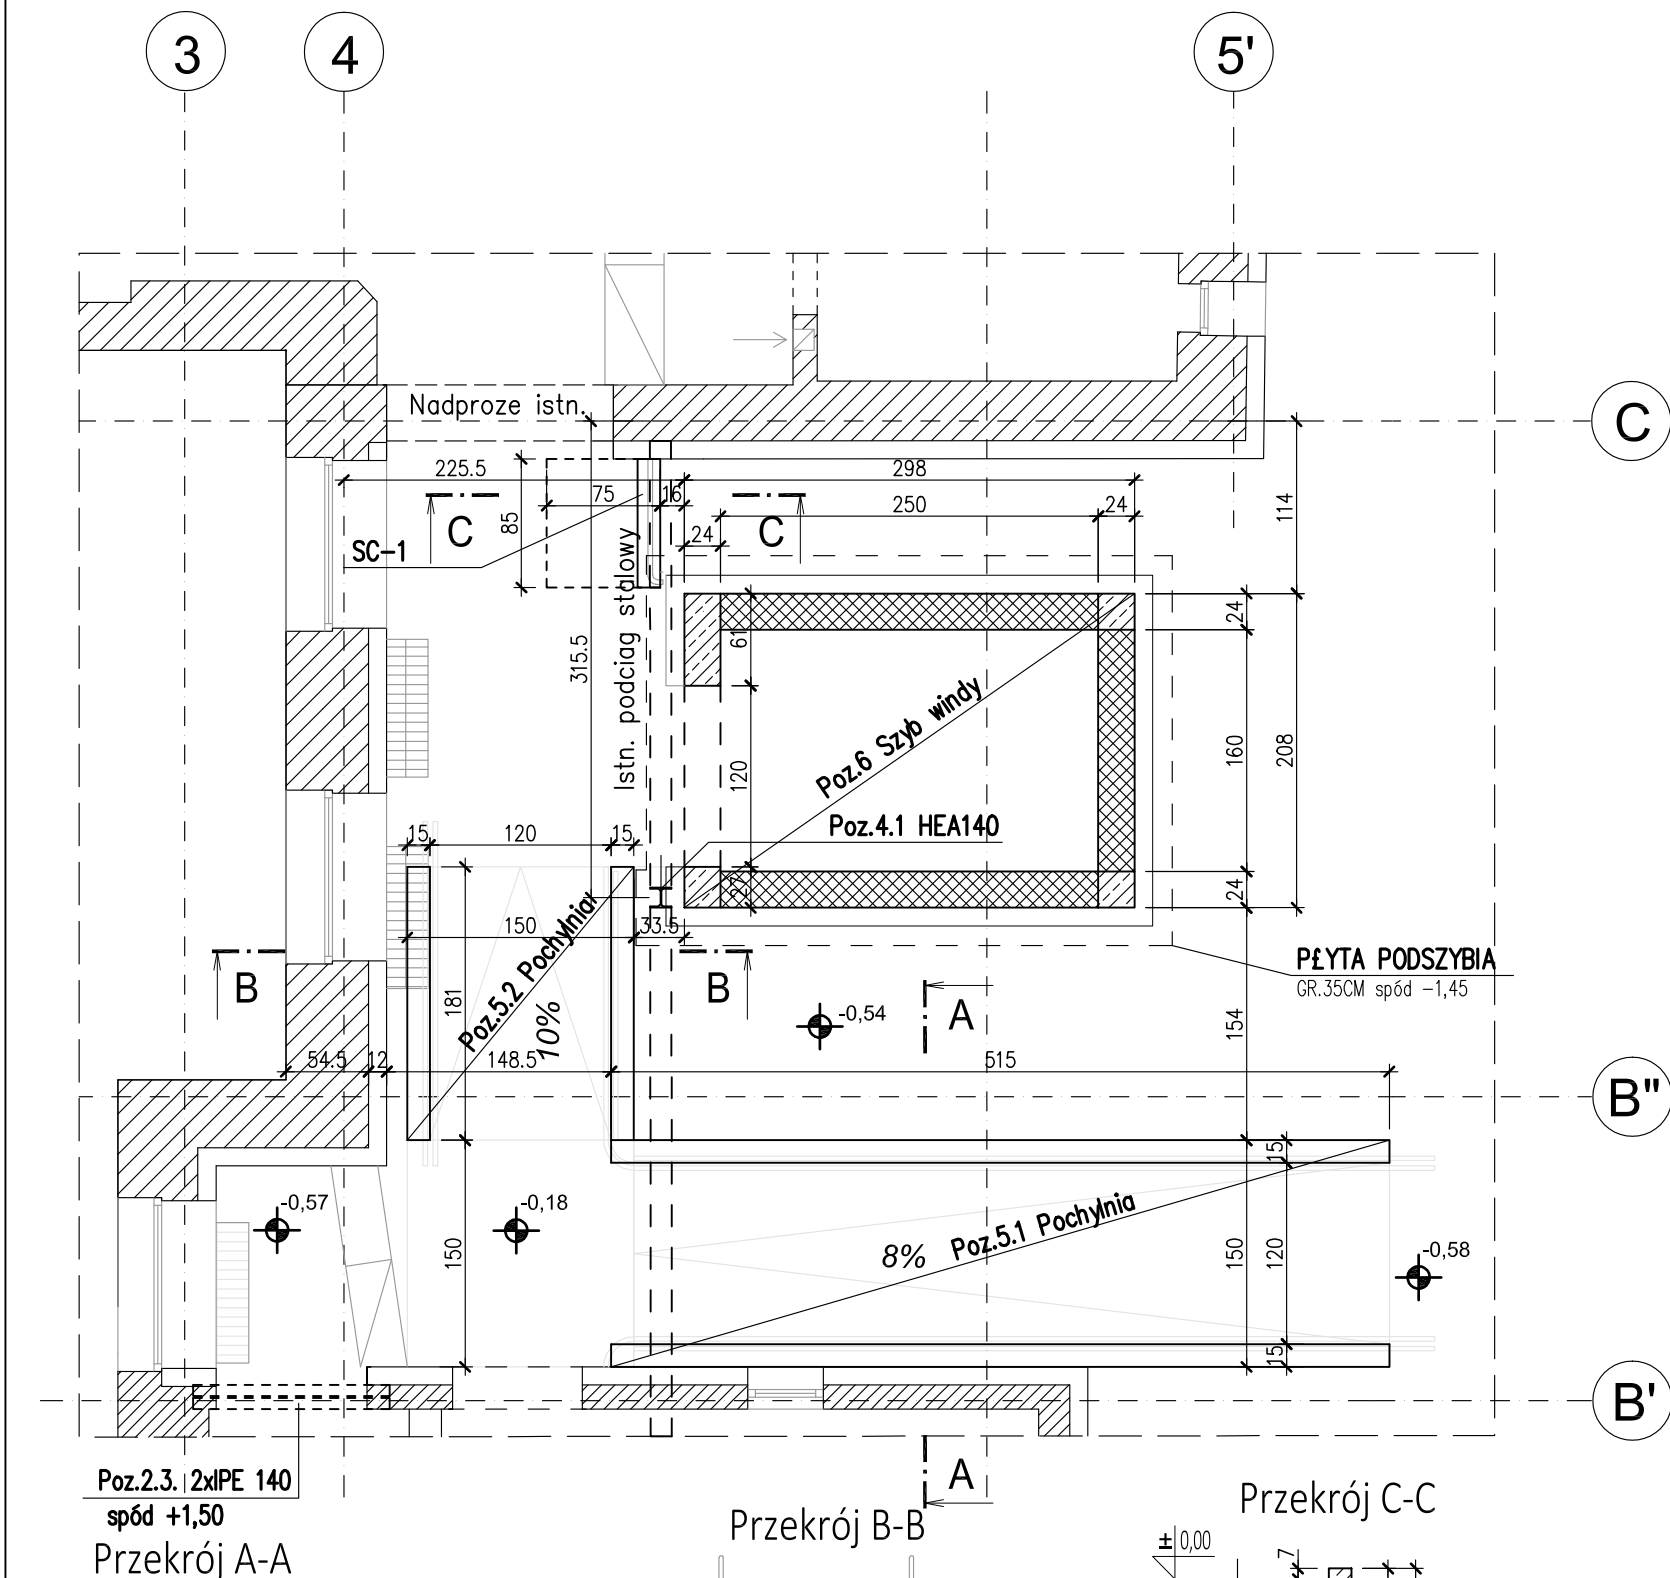 3
4
5'
C
Nadproże istn.
225.5
298
75
16
250
24
114
C
C
85
24
SC-1
Istn. podciąg stalowy
315.5
61
24
Poz.6 Szyb windy
120
160
208
Poz.4.1 HEA140
15
120
15
27
24
150
33.5
B
B
PŁYTA PODSZYBIA
GR.35CM spód -1,45
Poz.5.2 Pochylnia
10%
181
-0,54
A
154
54.5
12
148.5
515
B"
15
-0,57
-0,18
8%
Poz.5.1 Pochylnia
150
150
120
-0,58
15
B'
Poz.2.3. 2xIPE 140
spód +1,50
A
Przekrój A-A
Przekrój B-B
Przekrój C-C
±0,00
7